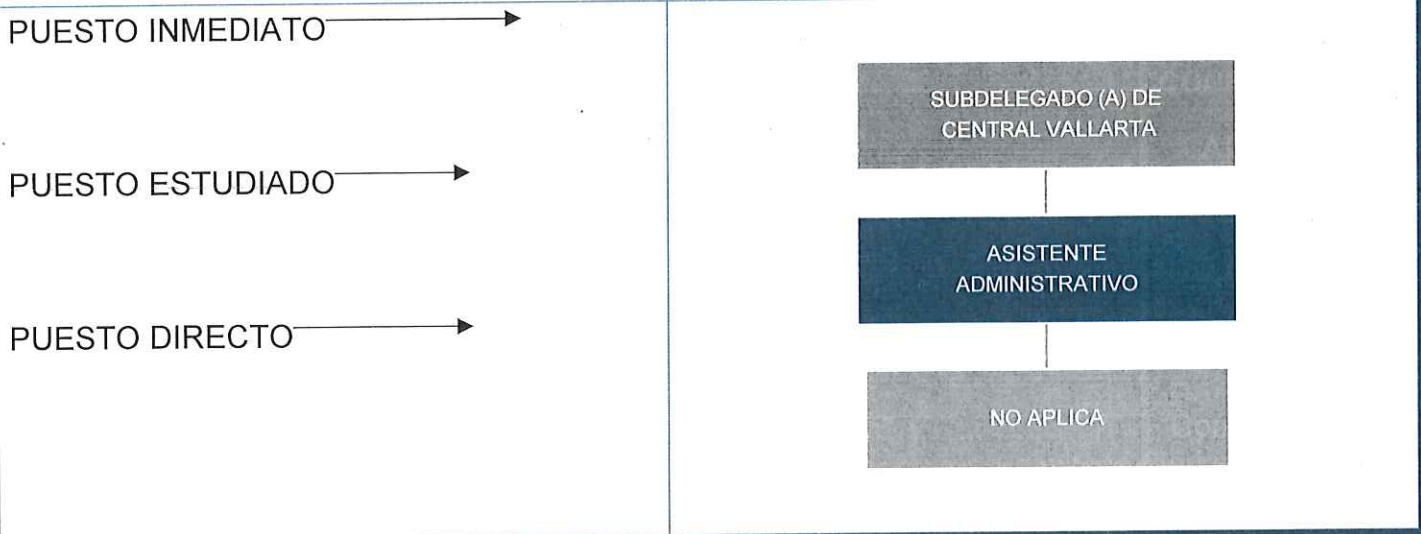 PUESTO INMEDIATO
SUBDELEGADO (A) DE
CENTRAL VALLARTA
PUESTO ESTUDIADO
ASISTENTE
ADMINISTRATIVO
PUESTO DIRECTO
NO APLICA